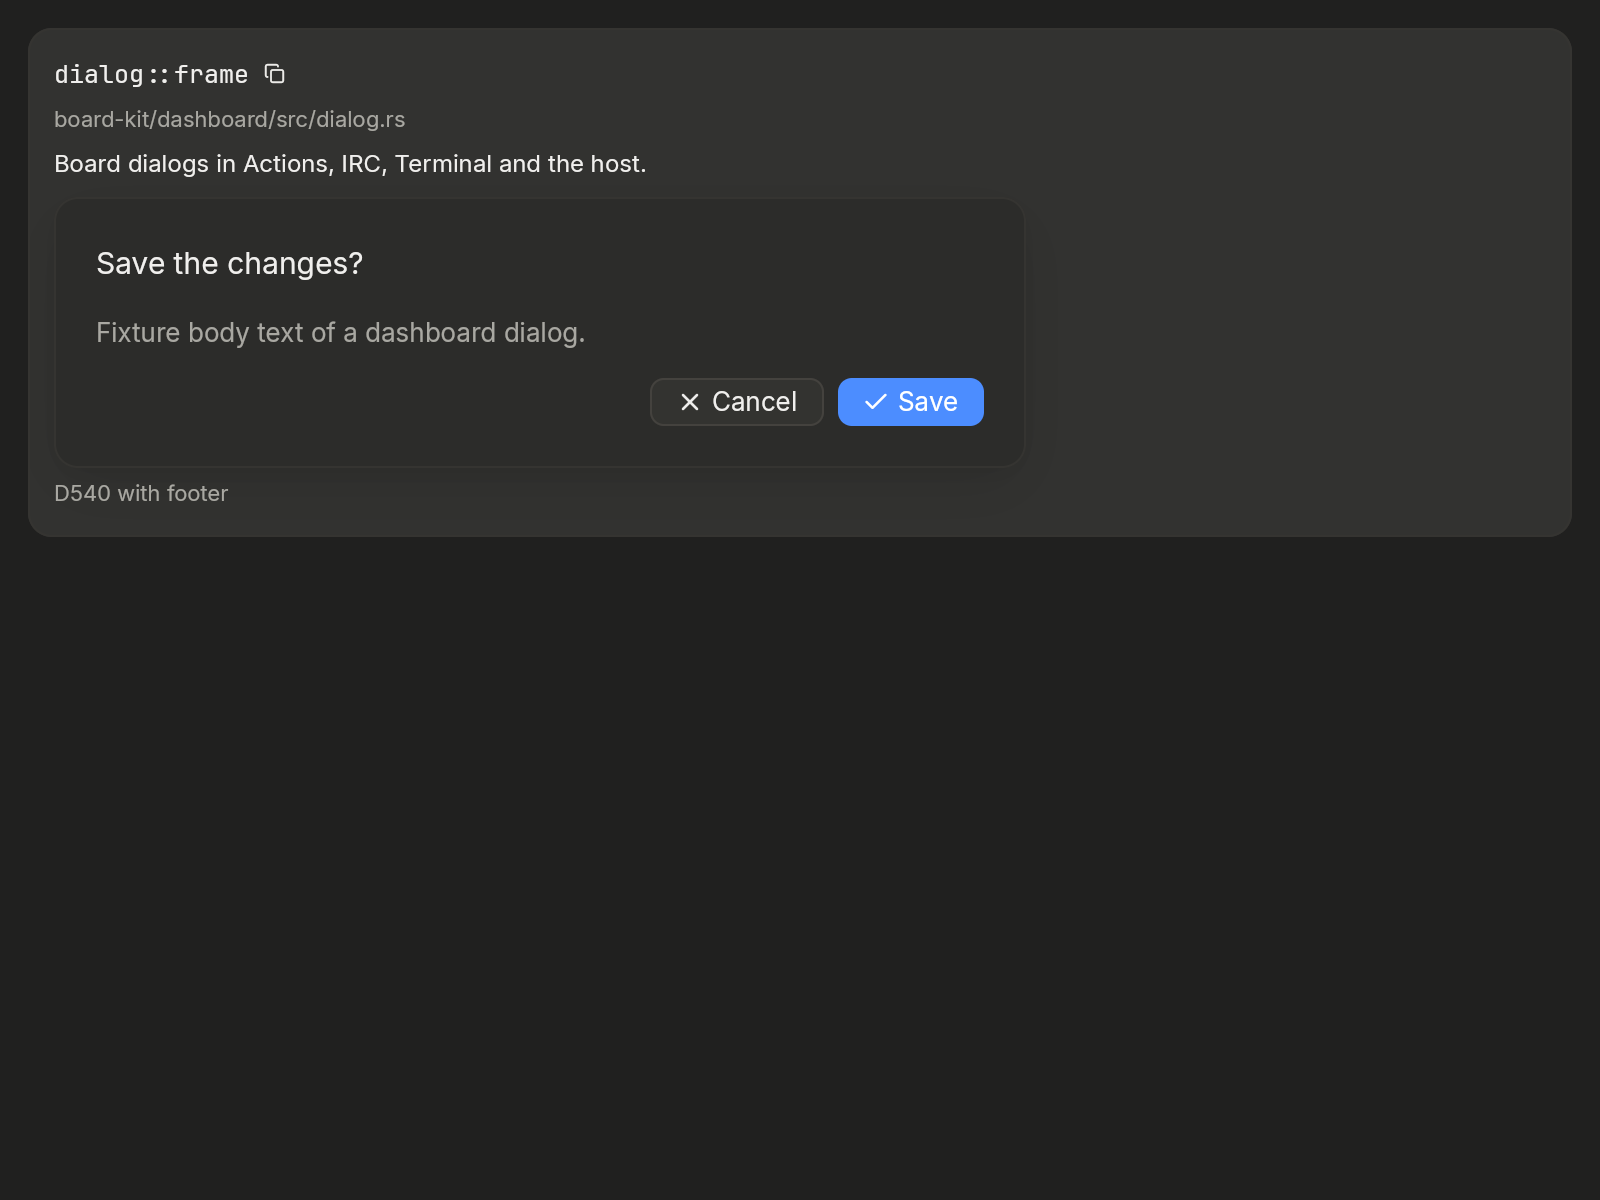 dialog::frame
board-kit/dashboard/src/dialog.rs
Board dialogs in Actions, IRC, Terminal and the host.
Save the changes?
Fixture body text of a dashboard dialog.
Cancel Save
D540 with footer